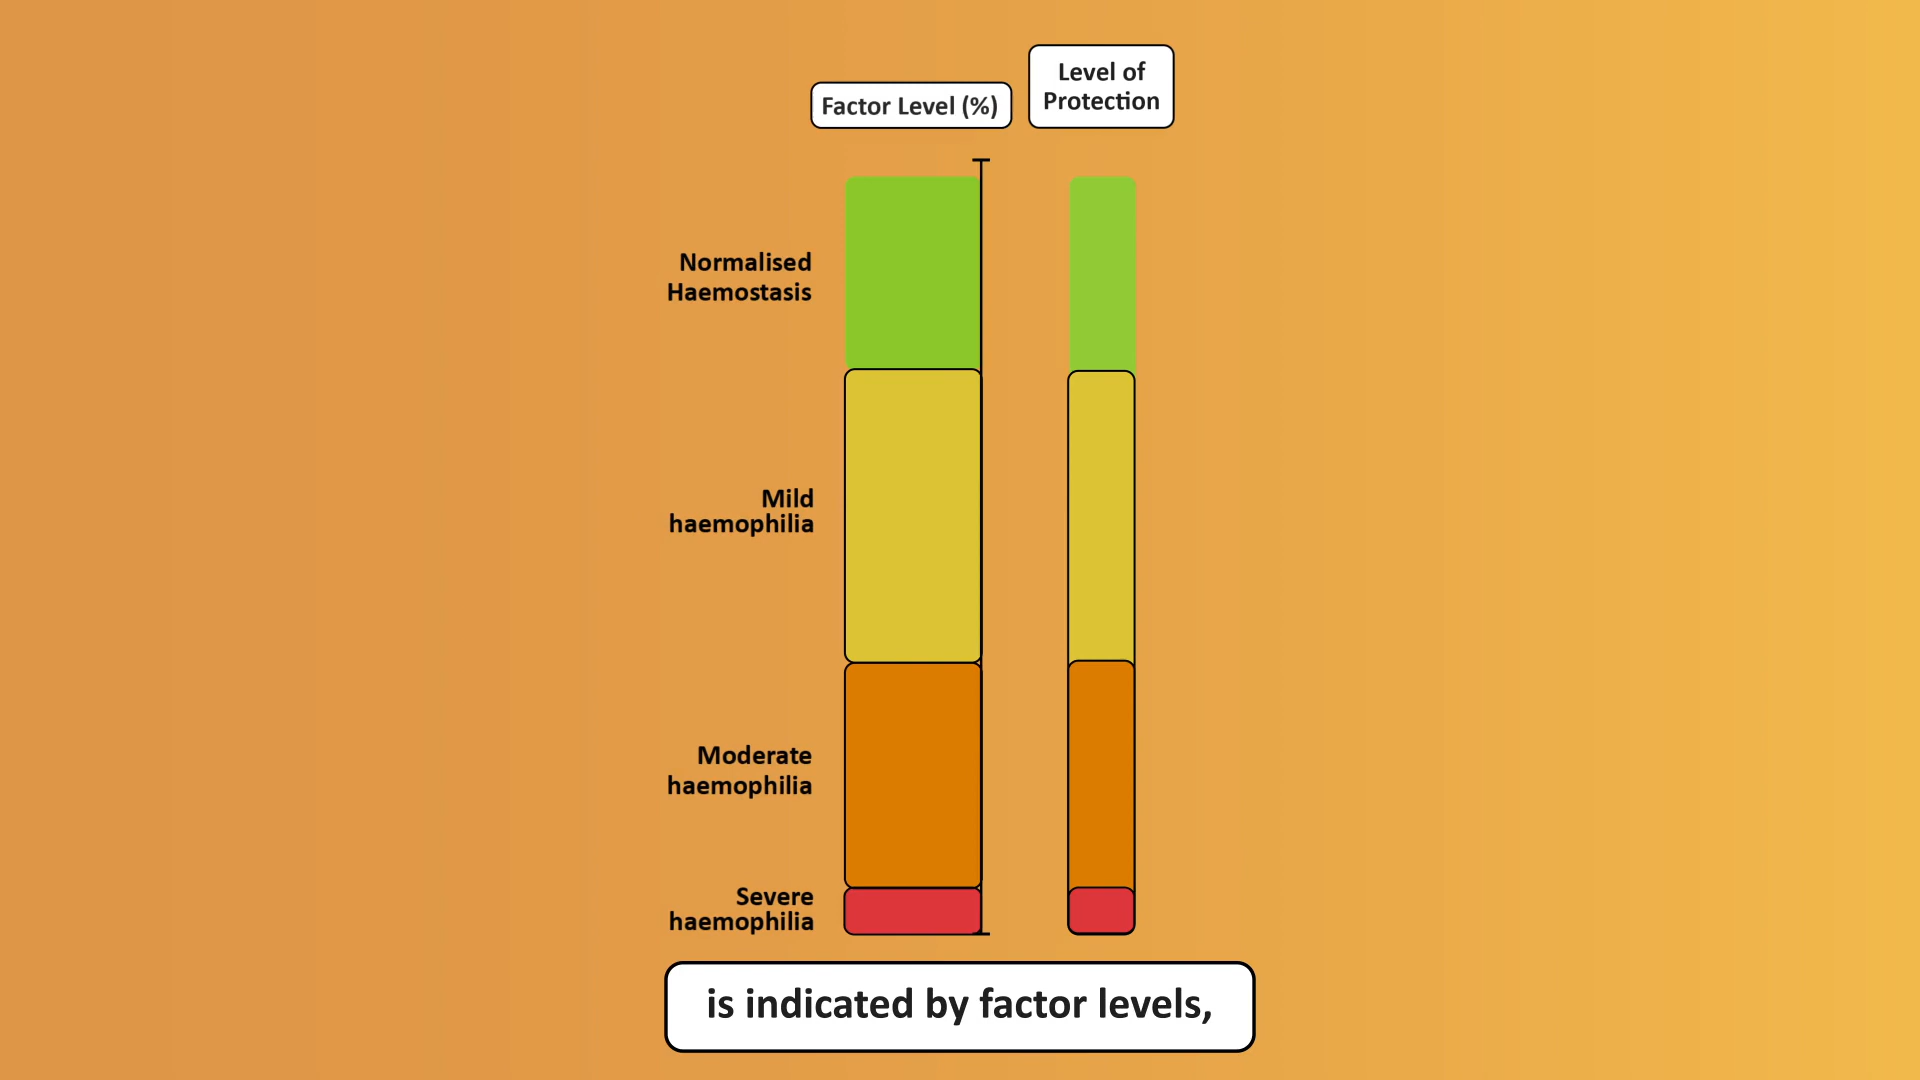 Factor Level (%)
Level of
Protection
Normalised
Haemostasis
Mild
haemophilia
Moderate
haemophilia
Severe
haemophilia
is indicated by factor levels,